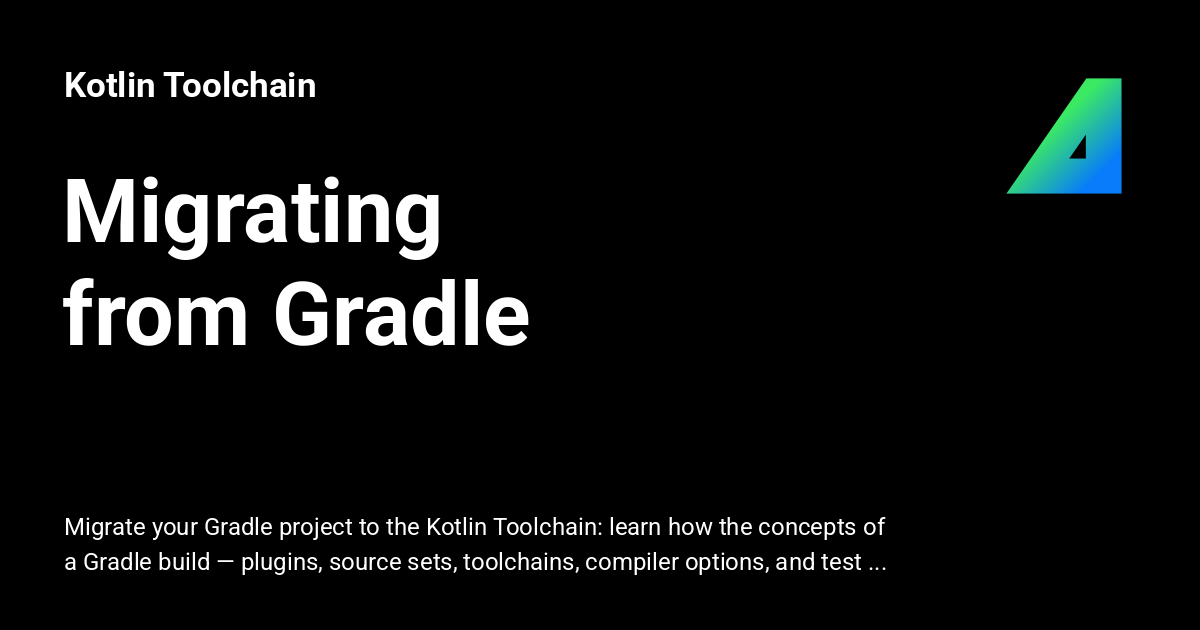 Kotlin Toolchain
Migrating
from Gradle
Migrate your Gradle project to the Kotlin Toolchain: learn how the concepts of
a Gradle build — plugins, source sets, toolchains, compiler options, and test ...